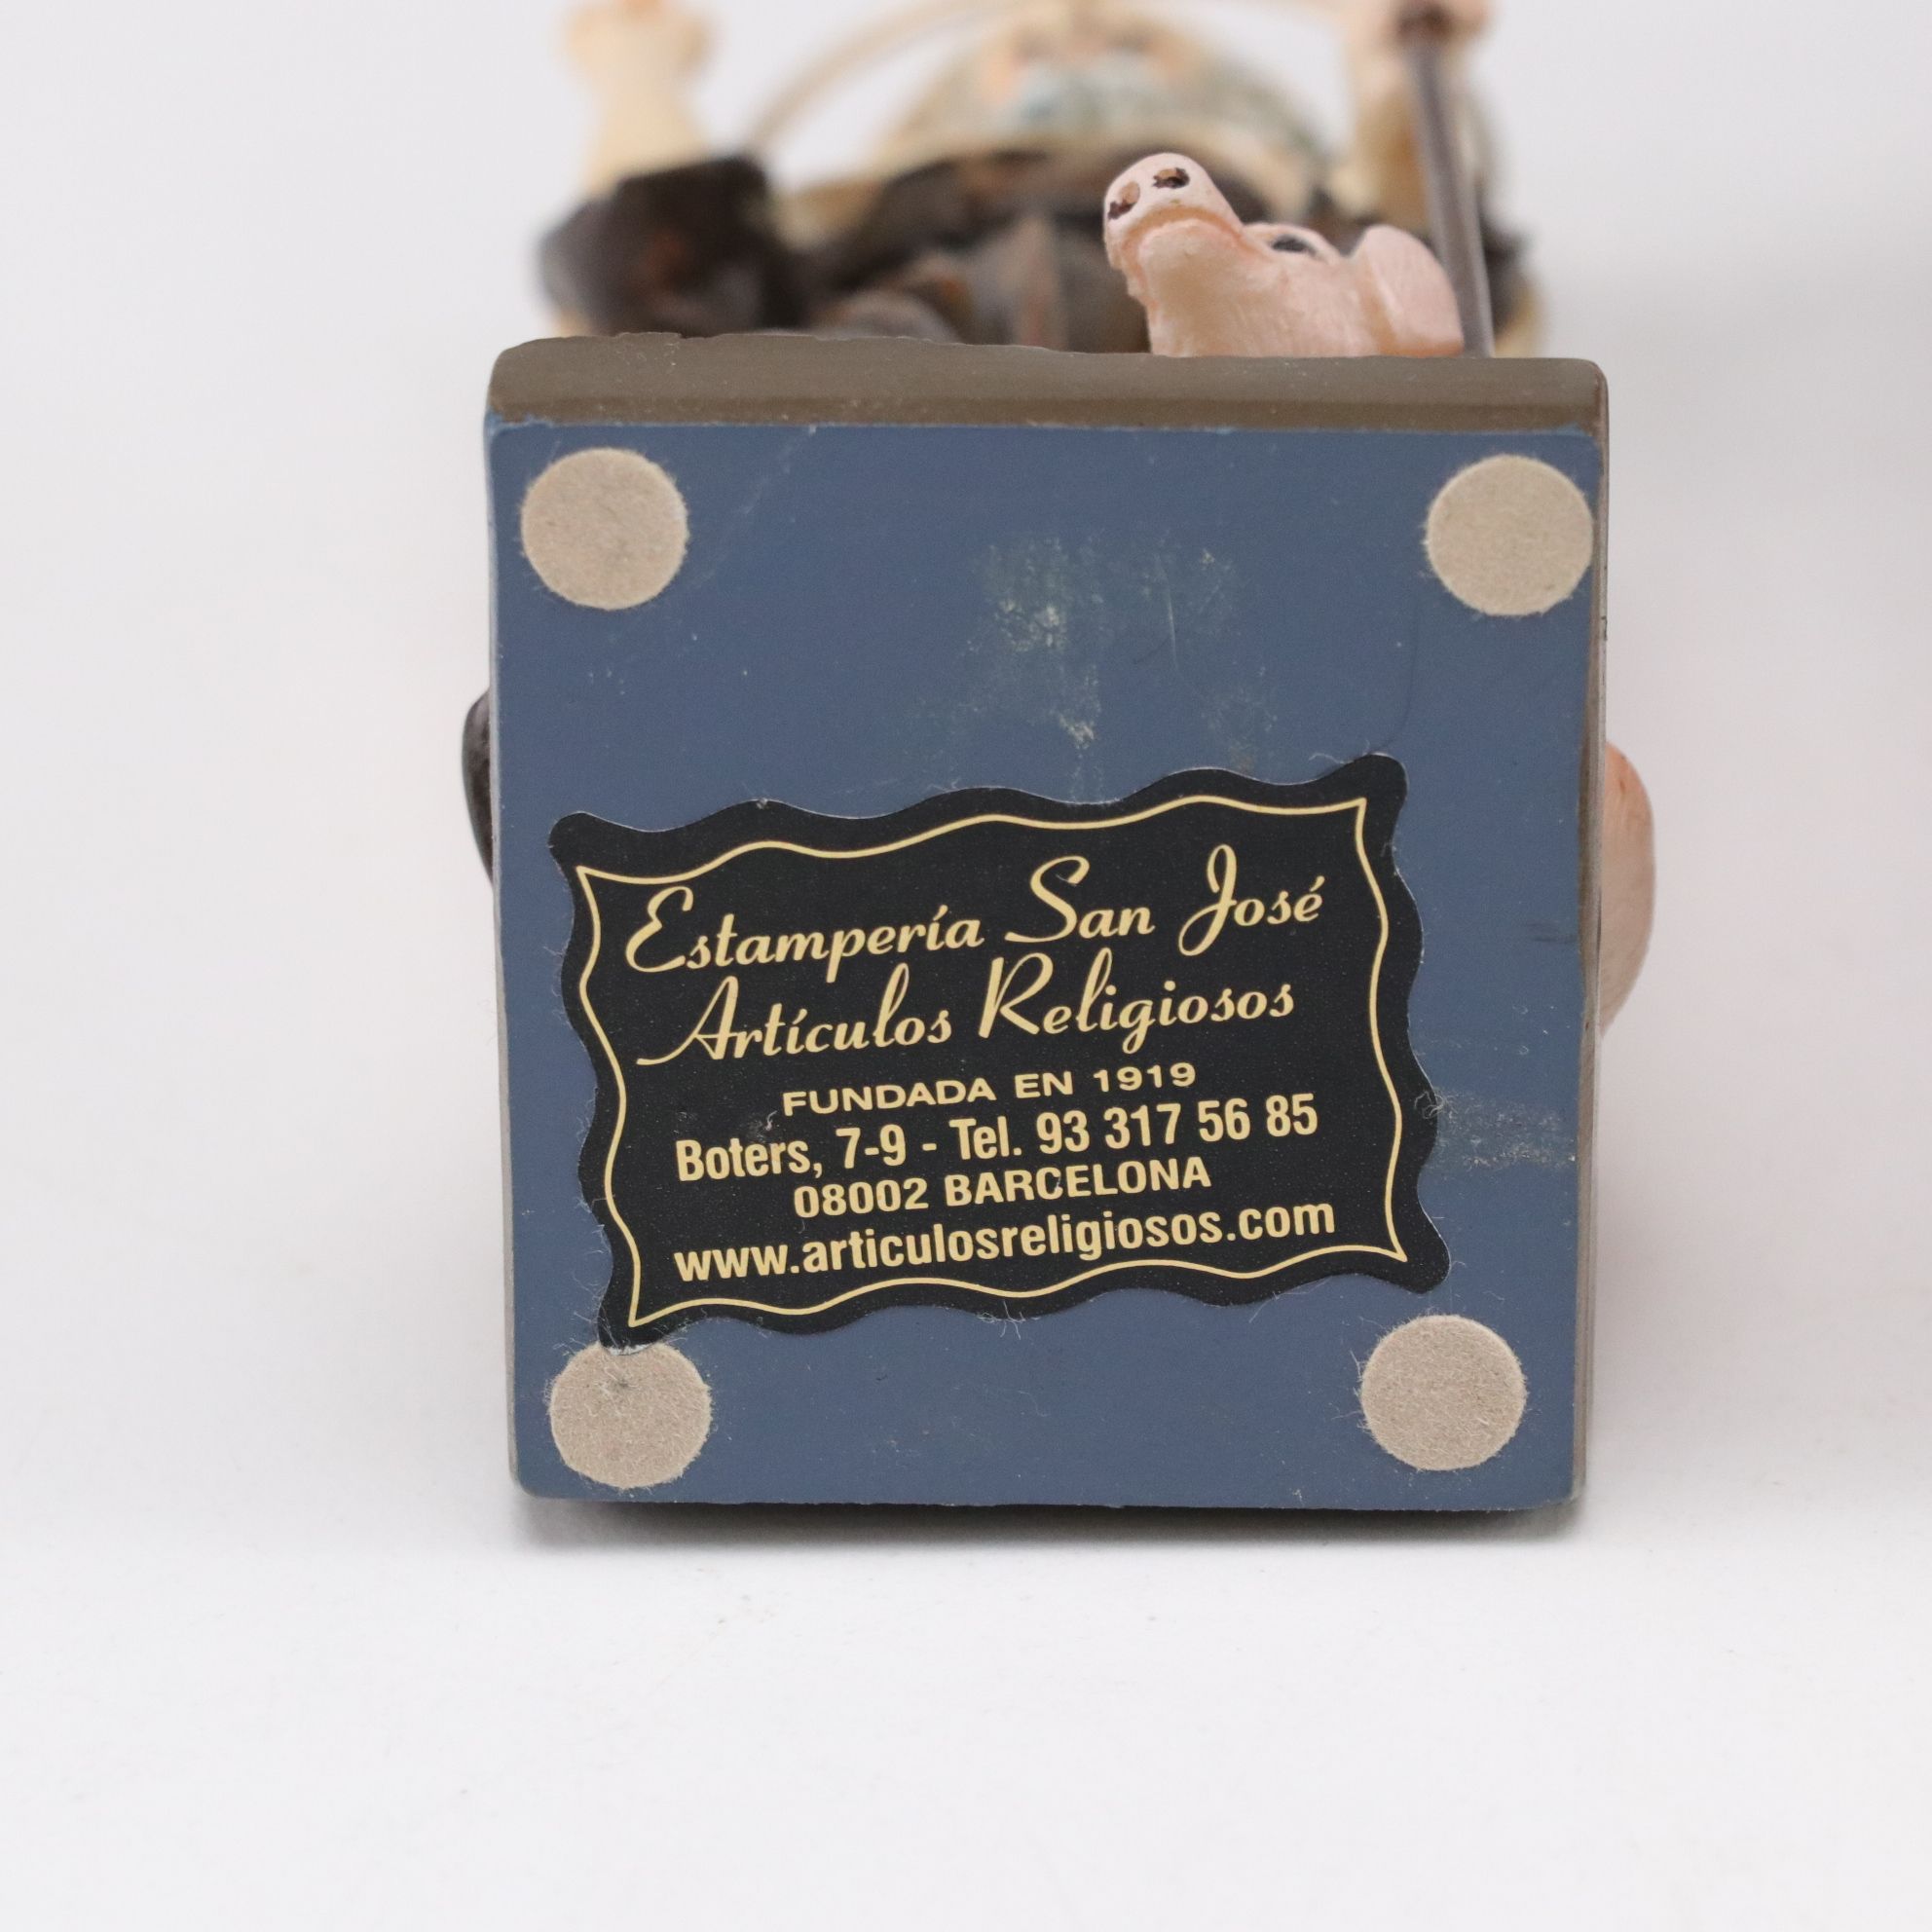 Estampería San José
Artículos Religiosos
FUNDADA EN 1919
Boters, 7-9 - Tel. 93 317 56 85
08002 BARCELONA
www.articulosreligiosos.com